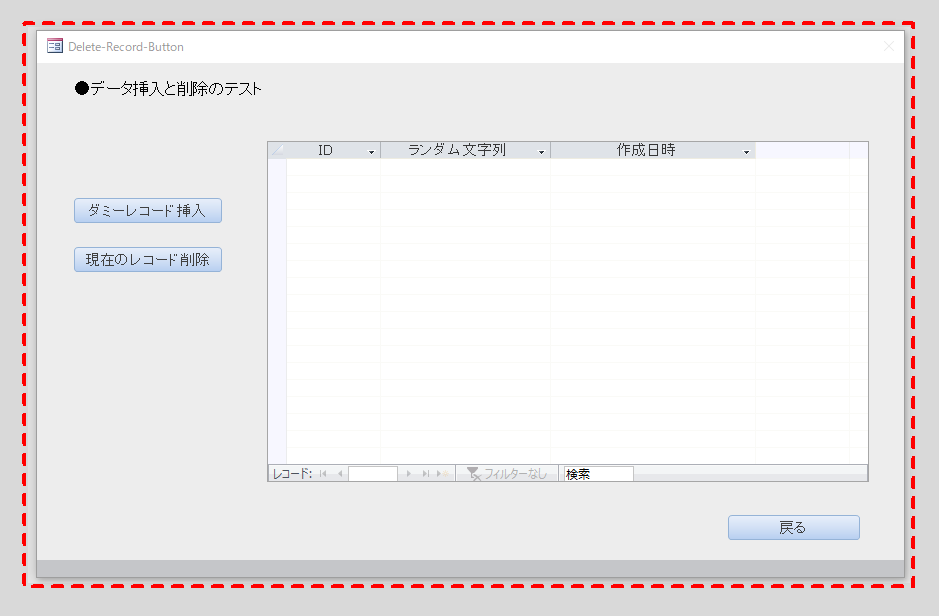 Delete-Record-Button
●データ挿入と削除のテスト
ID ランダム文字列 作成日時
ダミーレコード挿入
現在のレコード削除
レコード: フィルターなし 検索
戻る